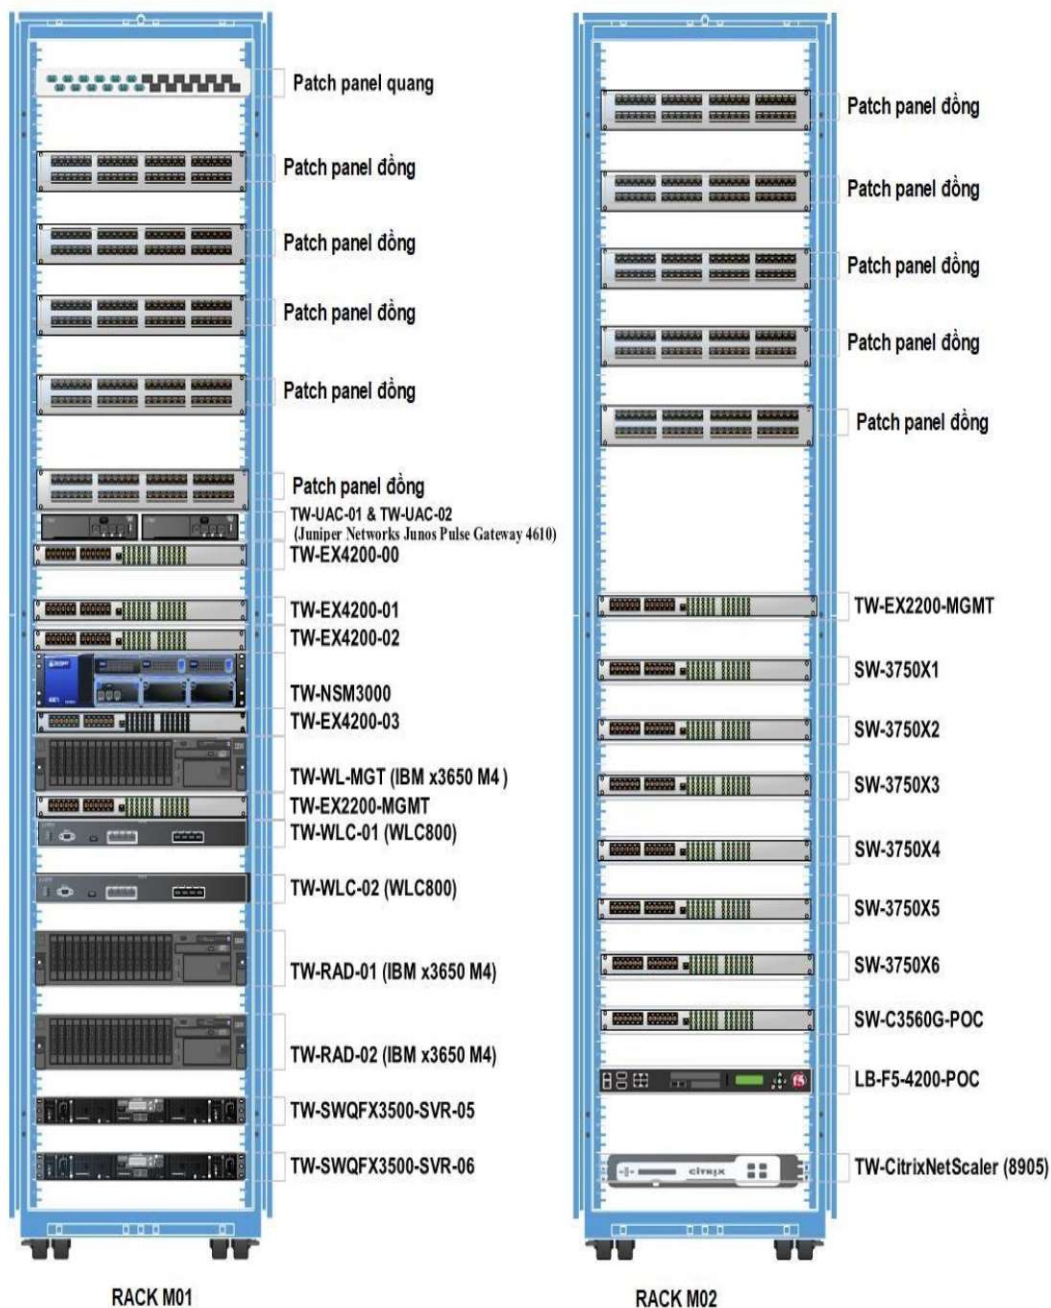 Patch panel quang
Patch panel đồng
Patch panel đồng
Patch panel đồng
Patch panel đồng
Patch panel đồng
TW-UAC-01 & TW-UAC-02
(Juniper Networks Junos Pulse Gateway 4610)
TW-EX4200-00
TW-EX4200-01
TW-EX4200-02
TW-NSM3000
TW-EX4200-03
TW-WL-MGT (IBM x3650 M4 )
TW-EX2200-MGMT
TW-WLC-01 (WLC800)
TW-WLC-02 (WLC800)
TW-RAD-01 (IBM x3650 M4)
TW-RAD-02 (IBM x3650 M4)
TW-SWQFX3500-SVR-05
TW-SWQFX3500-SVR-06
RACK M01
Patch panel đồng
Patch panel đồng
Patch panel đồng
Patch panel đồng
Patch panel đồng
TW-EX2200-MGMT
SW-3750X1
SW-3750X2
SW-3750X3
SW-3750X4
SW-3750X5
SW-3750X6
SW-C3560G-POC
LB-F5-4200-POC
f5
CITRIX
TW-CitrixNetScaler (8905)
RACK M02